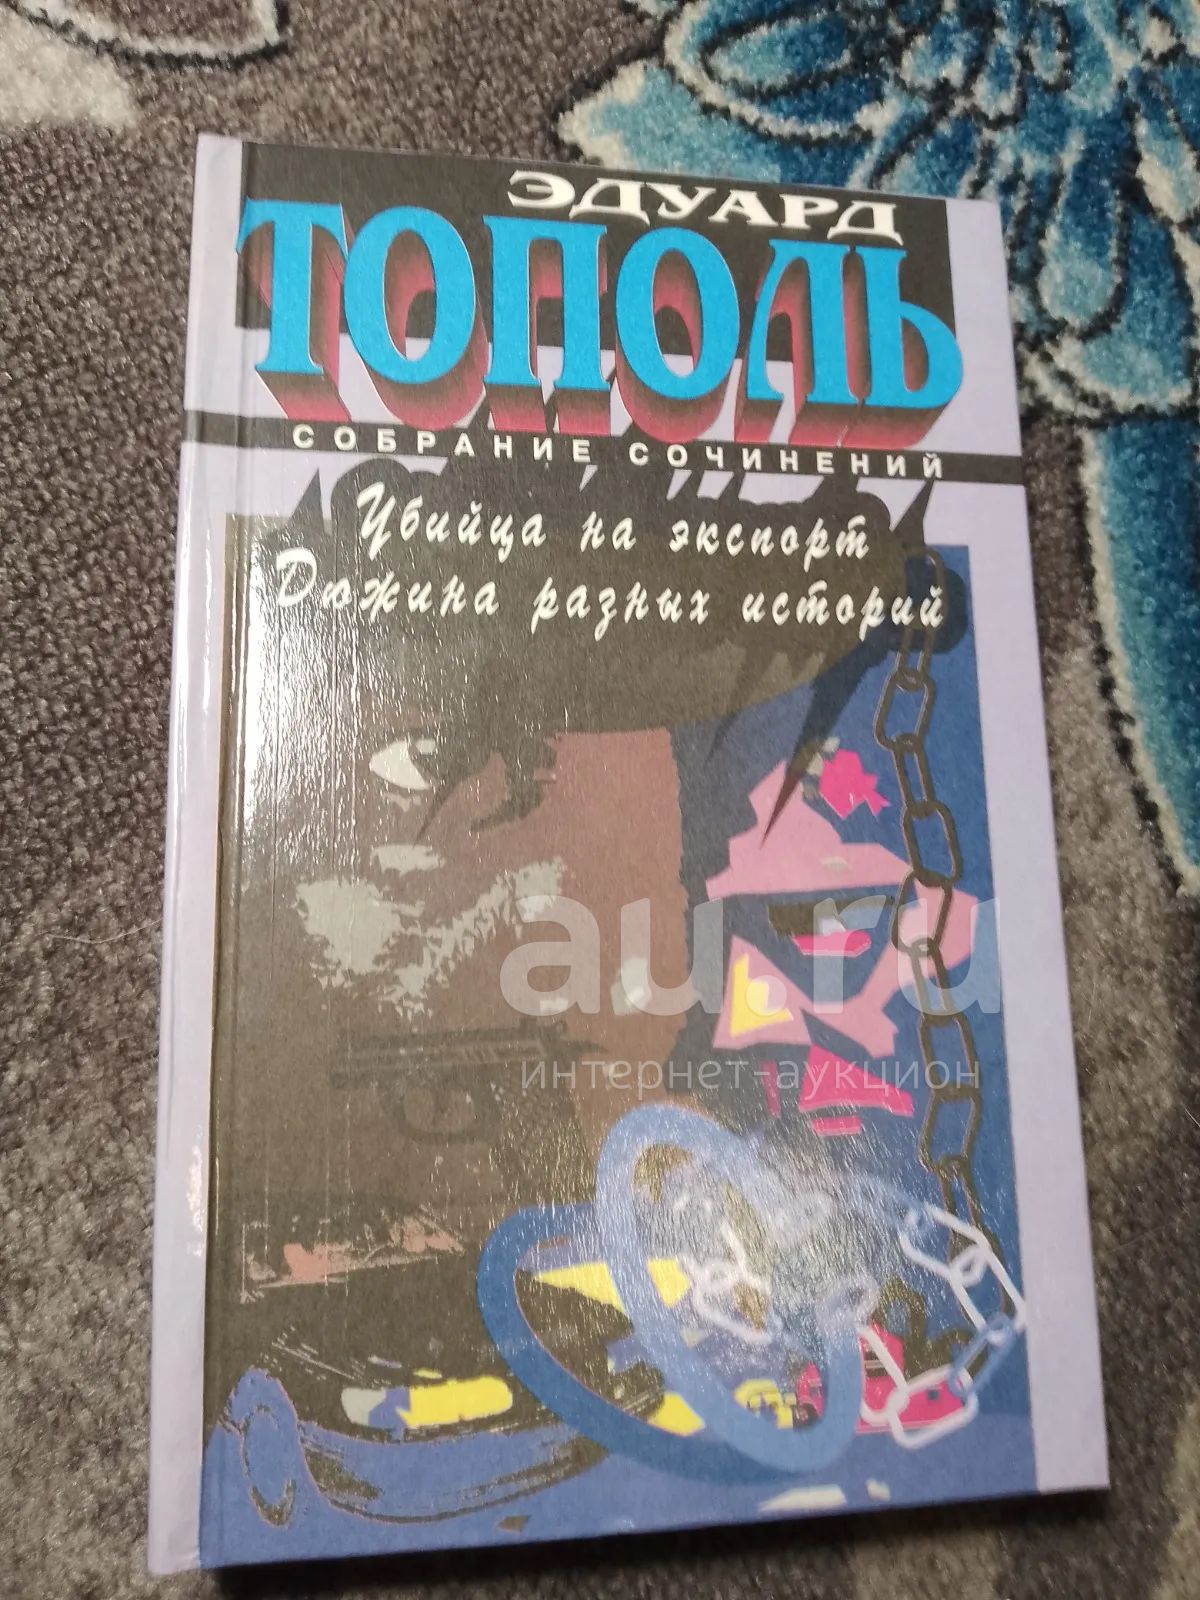 ЭДУАРД
ТОПОЛЬ
СОБРАНИЕ СОЧИНЕНИЙ
Убийца на экспорт
Дюжина разных историй
au.ru
интернет-аукцион